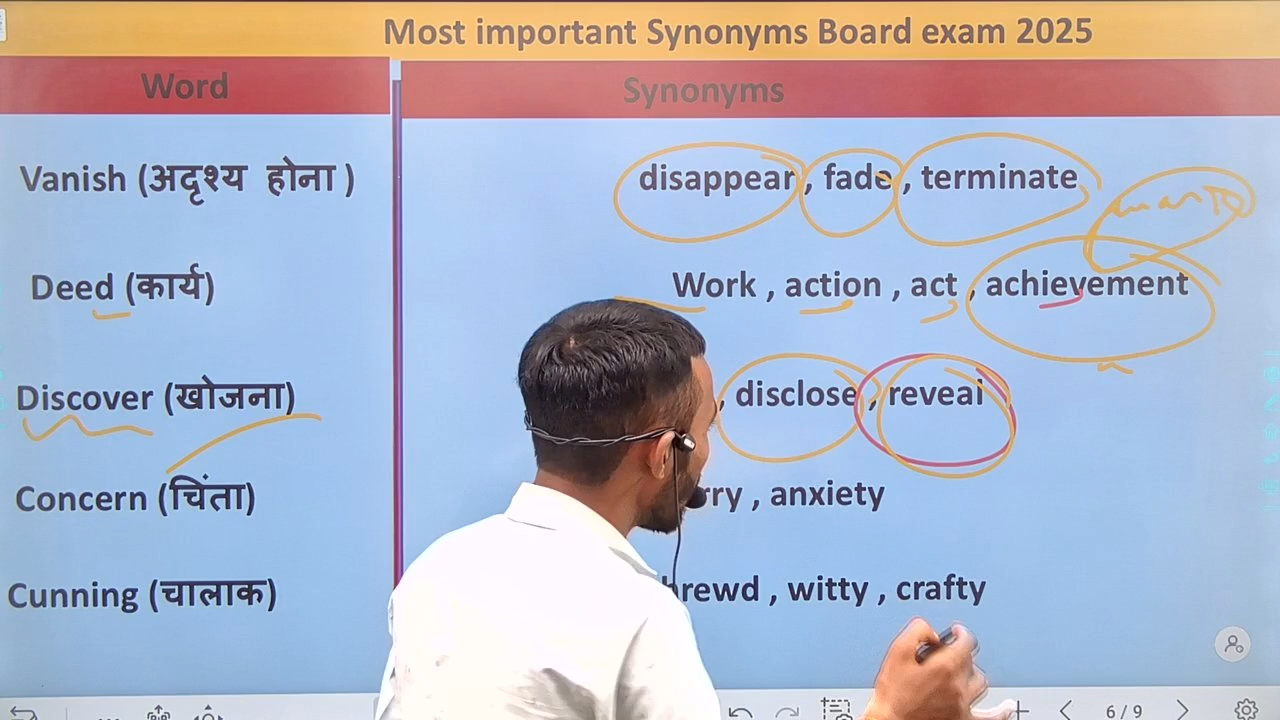 Most important Synonyms Board exam 2025
Word Synonyms
Vanish (अदृश्य होना ) disappear , fade , terminate
Deed (कार्य) Work , action , act , achievement
Discover (खोजना) , disclose , reveal
Concern (चिंता) , anxiety
Cunning (चालाक) , witty , crafty
6 / 9